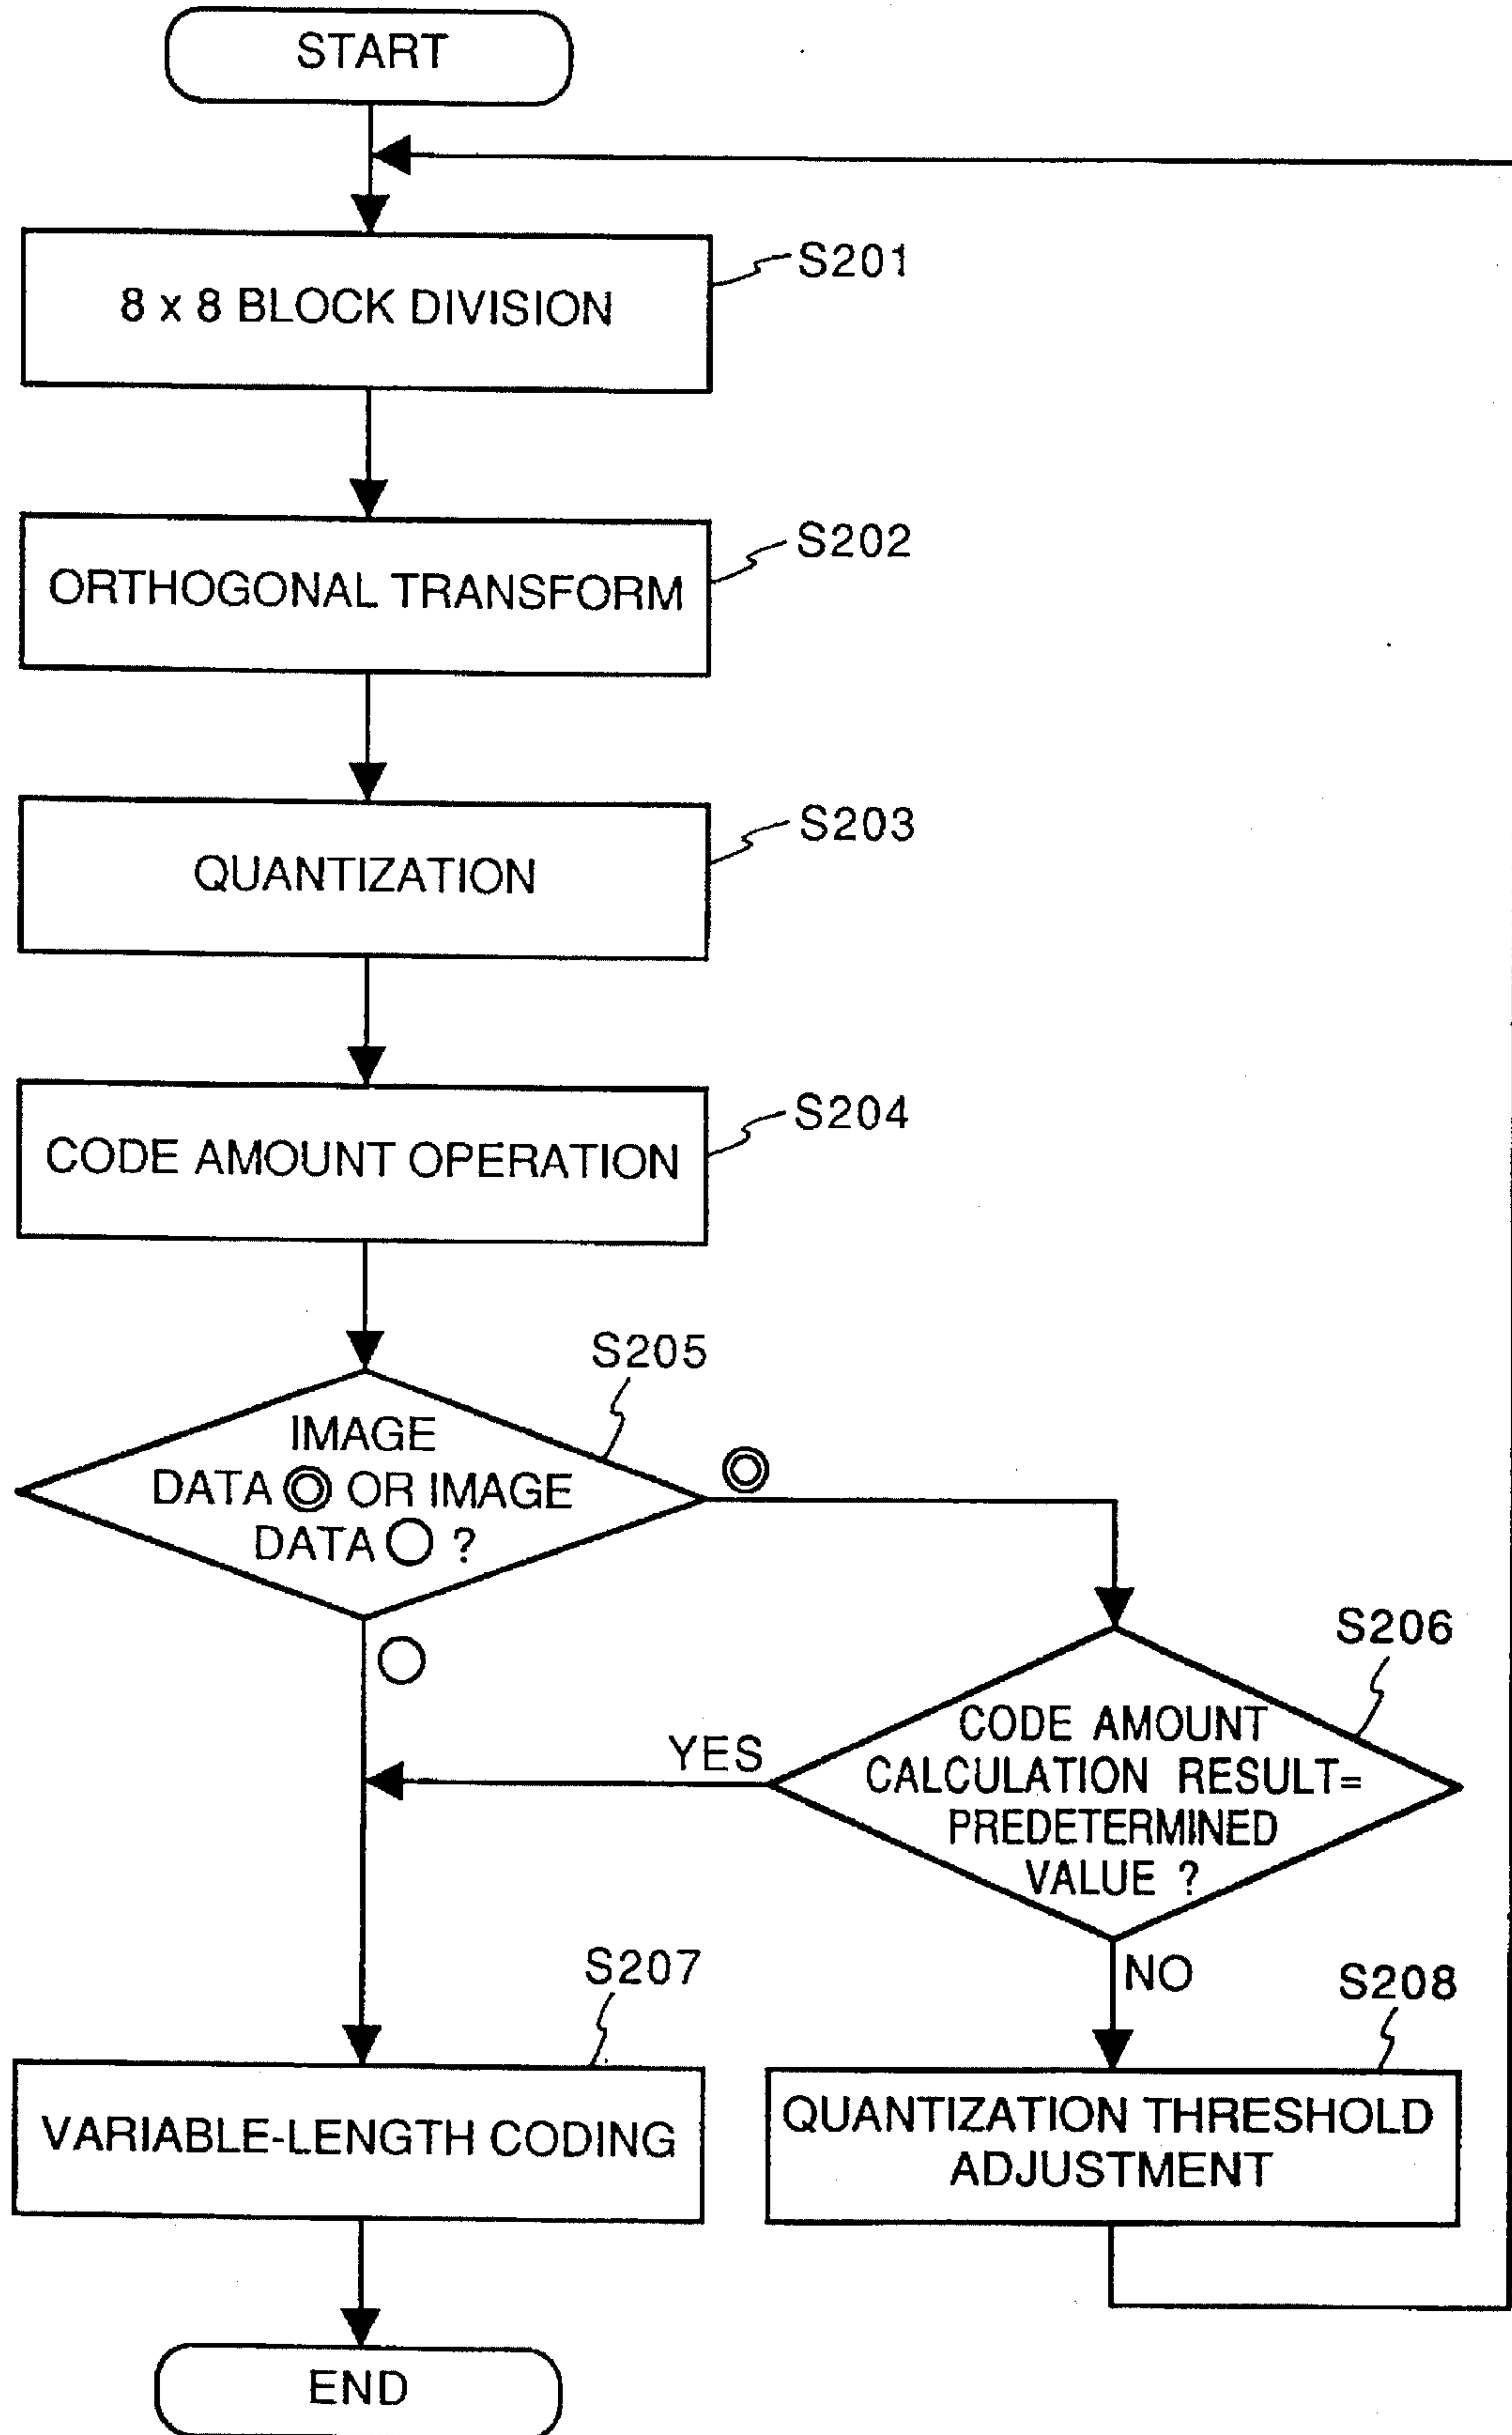 START
8 x 8 BLOCK DIVISION
S201
ORTHOGONAL TRANSFORM
S202
QUANTIZATION
S203
CODE AMOUNT OPERATION
S204
S205
IMAGE
DATA ◎ OR IMAGE
DATA ○ ?
◎
○
S206
CODE AMOUNT
CALCULATION RESULT=
PREDETERMINED
VALUE ?
YES
NO
S207
VARIABLE-LENGTH CODING
S208
QUANTIZATION THRESHOLD
ADJUSTMENT
END